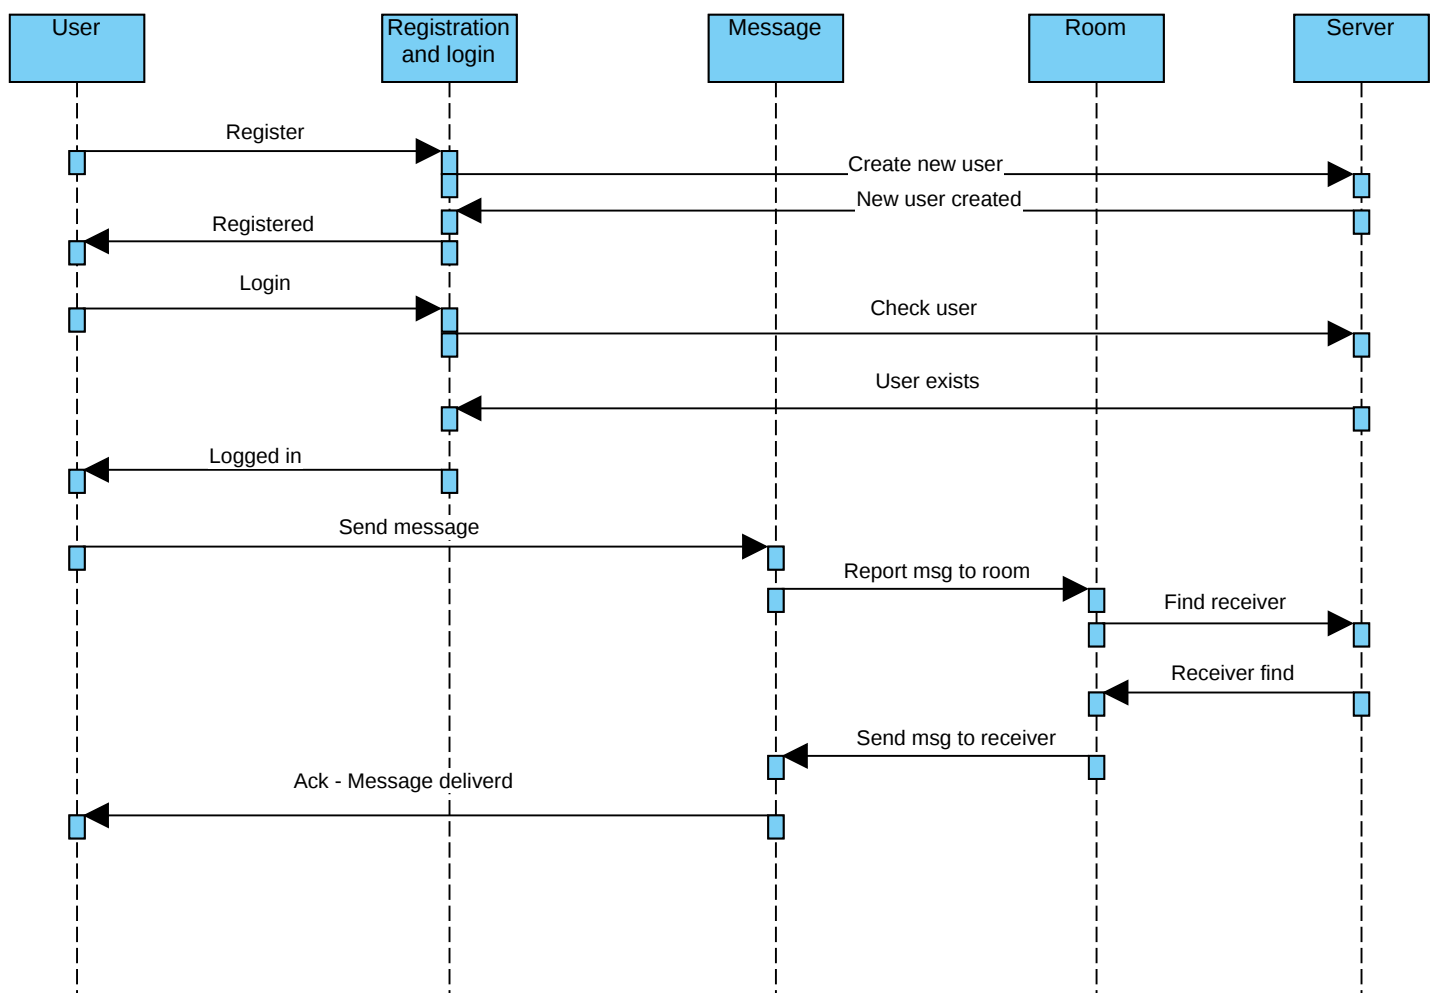 User
Registration
and login
Message
Room
Server
Register
Create new user
New user created
Registered
Login
Check user
User exists
Logged in
Send message
Report msg to room
Find receiver
Receiver find
Send msg to receiver
Ack - Message deliverd